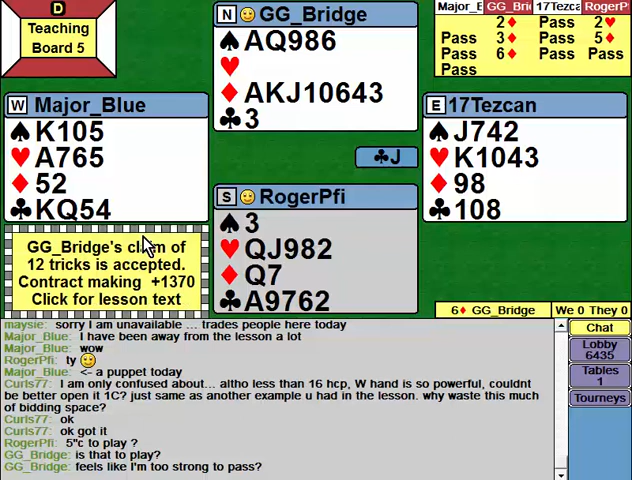 D
Teaching
Board 5
N GG_Bridge
♠ AQ986
♥
♦ AKJ10643
♣ 3
Major_E GG_Bri 17Tezca RogerPf
2♦ Pass 2♥
Pass 3♦ Pass 5♦
Pass 6♦ Pass Pass
Pass
W Major_Blue
♠ K105
♥ A765
♦ 52
♣ KQ54
♣J
E 17Tezcan
♠ J742
♥ K1043
♦ 98
♣ 108
S RogerPfi
♠ 3
♥ QJ982
♦ Q7
♣ A9762
GG_Bridge's claim of
12 tricks is accepted.
Contract making +1370
Click for lesson text
6♦ GG_Bridge We 0 They 0
maysie: sorry I am unavailable ... trades people here today
Major_Blue: I have been away from the lesson a lot
Major_Blue: wow
RogerPfi: ty
Major_Blue: <- a puppet today
Curls77: I am only confused about... altho less than 16 hcp, W hand is so powerful, couldnt
be better open it 1C? just same as another example u had in the lesson. why waste this much
of bidding space?
Curls77: ok
Curls77: ok got it
RogerPfi: 5"c to play ?
GG_Bridge: is that to play?
GG_Bridge: feels like I'm too strong to pass?
Chat
Lobby
6435
Tables
1
Tourneys